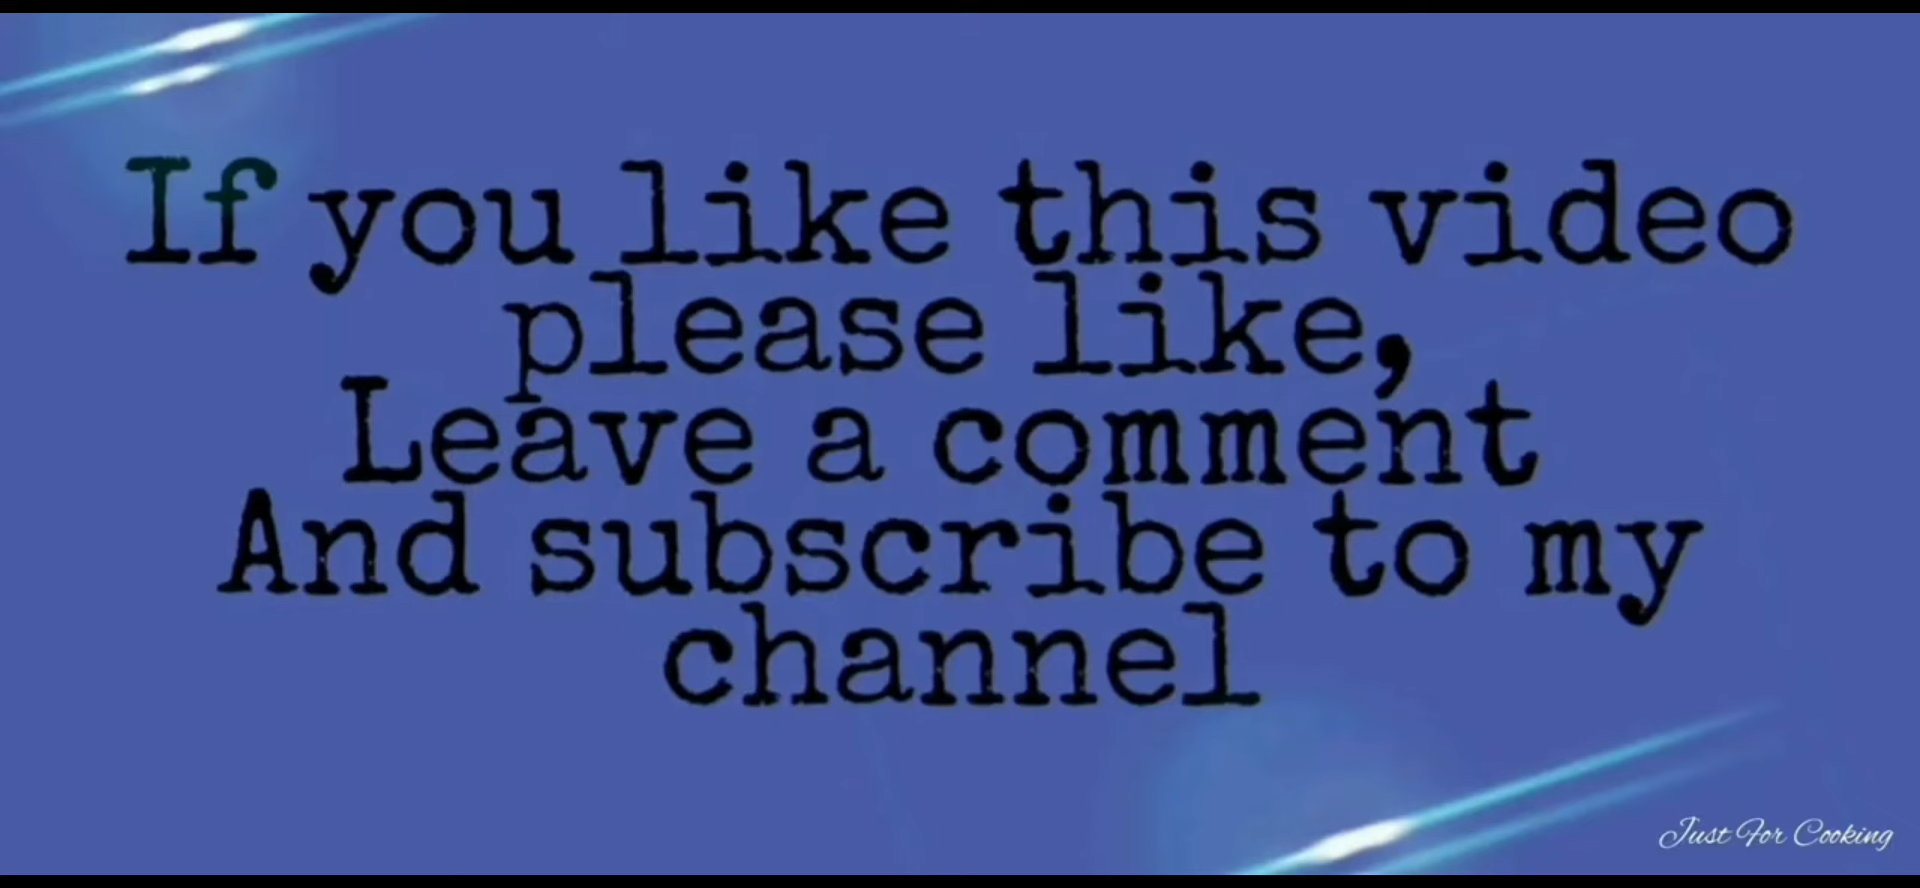 If you like this video
please like,
Leave a comment
And subscribe to my
channel
Just For Cooking